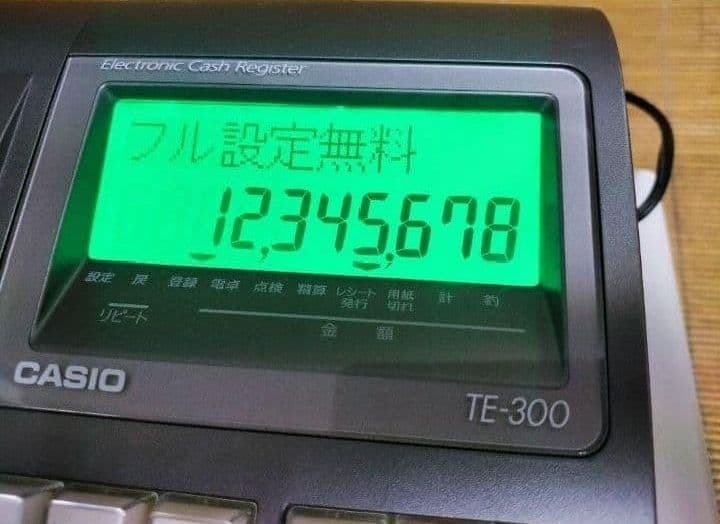 Electronic Cash Register
フル設定無料
12,345,678
設定 戻 登録 電卓 点検 精算 レシート発行 用紙切れ 計 釣
リピート
金額
CASIO
TE-300